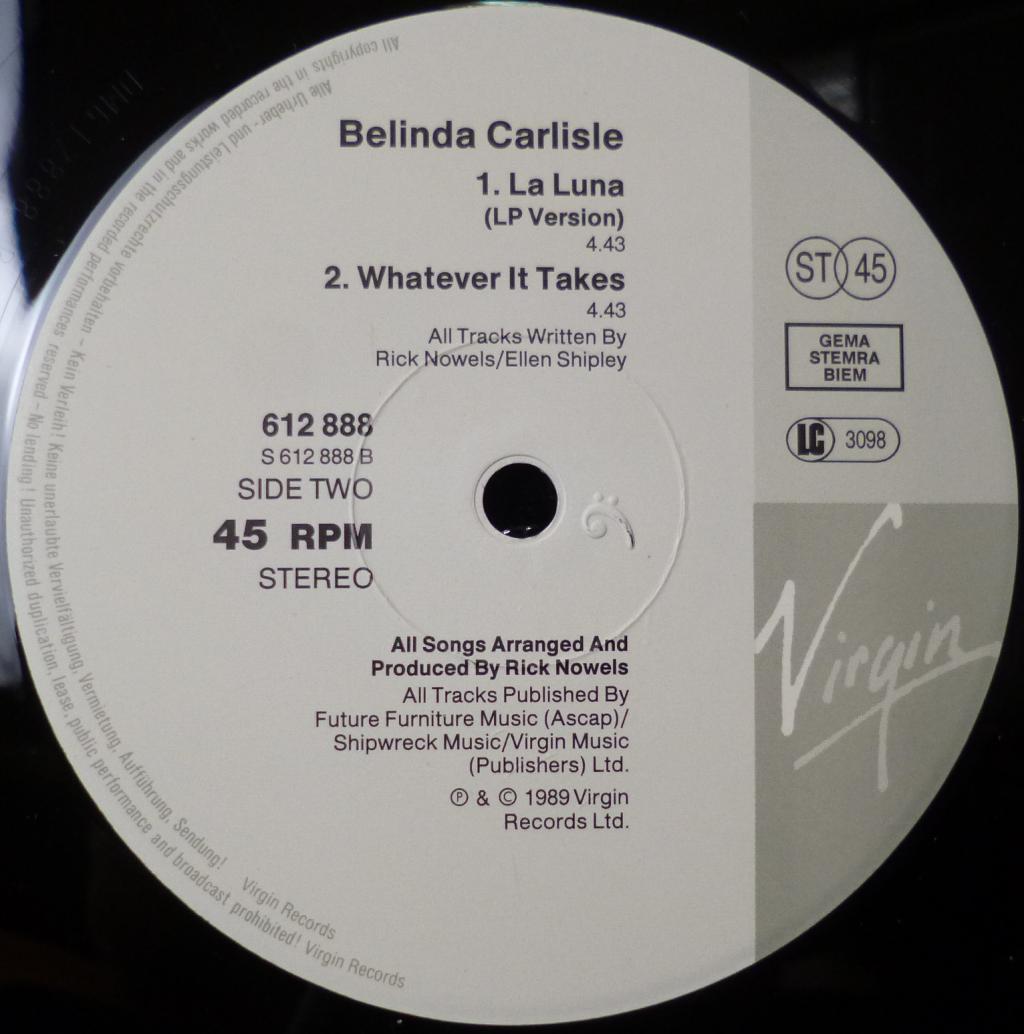 Belinda Carlisle
1. La Luna
(LP Version)
4.43
2. Whatever It Takes
4.43
All Tracks Written By
Rick Nowels/Ellen Shipley
ST 45
GEMA
STEMRA
BIEM
LC 3098
612 888
S 612 888 B
SIDE TWO
45 RPM
STEREO
Virgin
All Songs Arranged And
Produced By Rick Nowels
All Tracks Published By
Future Furniture Music (Ascap)/
Shipwreck Music/Virgin Music
(Publishers) Ltd.
℗ & © 1989 Virgin
Records Ltd.
Alle Urheber- und Leistungsschutzrechte vorbehalten – Kein Verleih! Keine unerlaubte Vervielfältigung, Vermietung, Aufführung, Sendung! Virgin Records
All copyrights in the recorded works and in the recorded performances reserved – No lending! Unauthorized duplication, lease, public performance and broadcast prohibited! Virgin Records